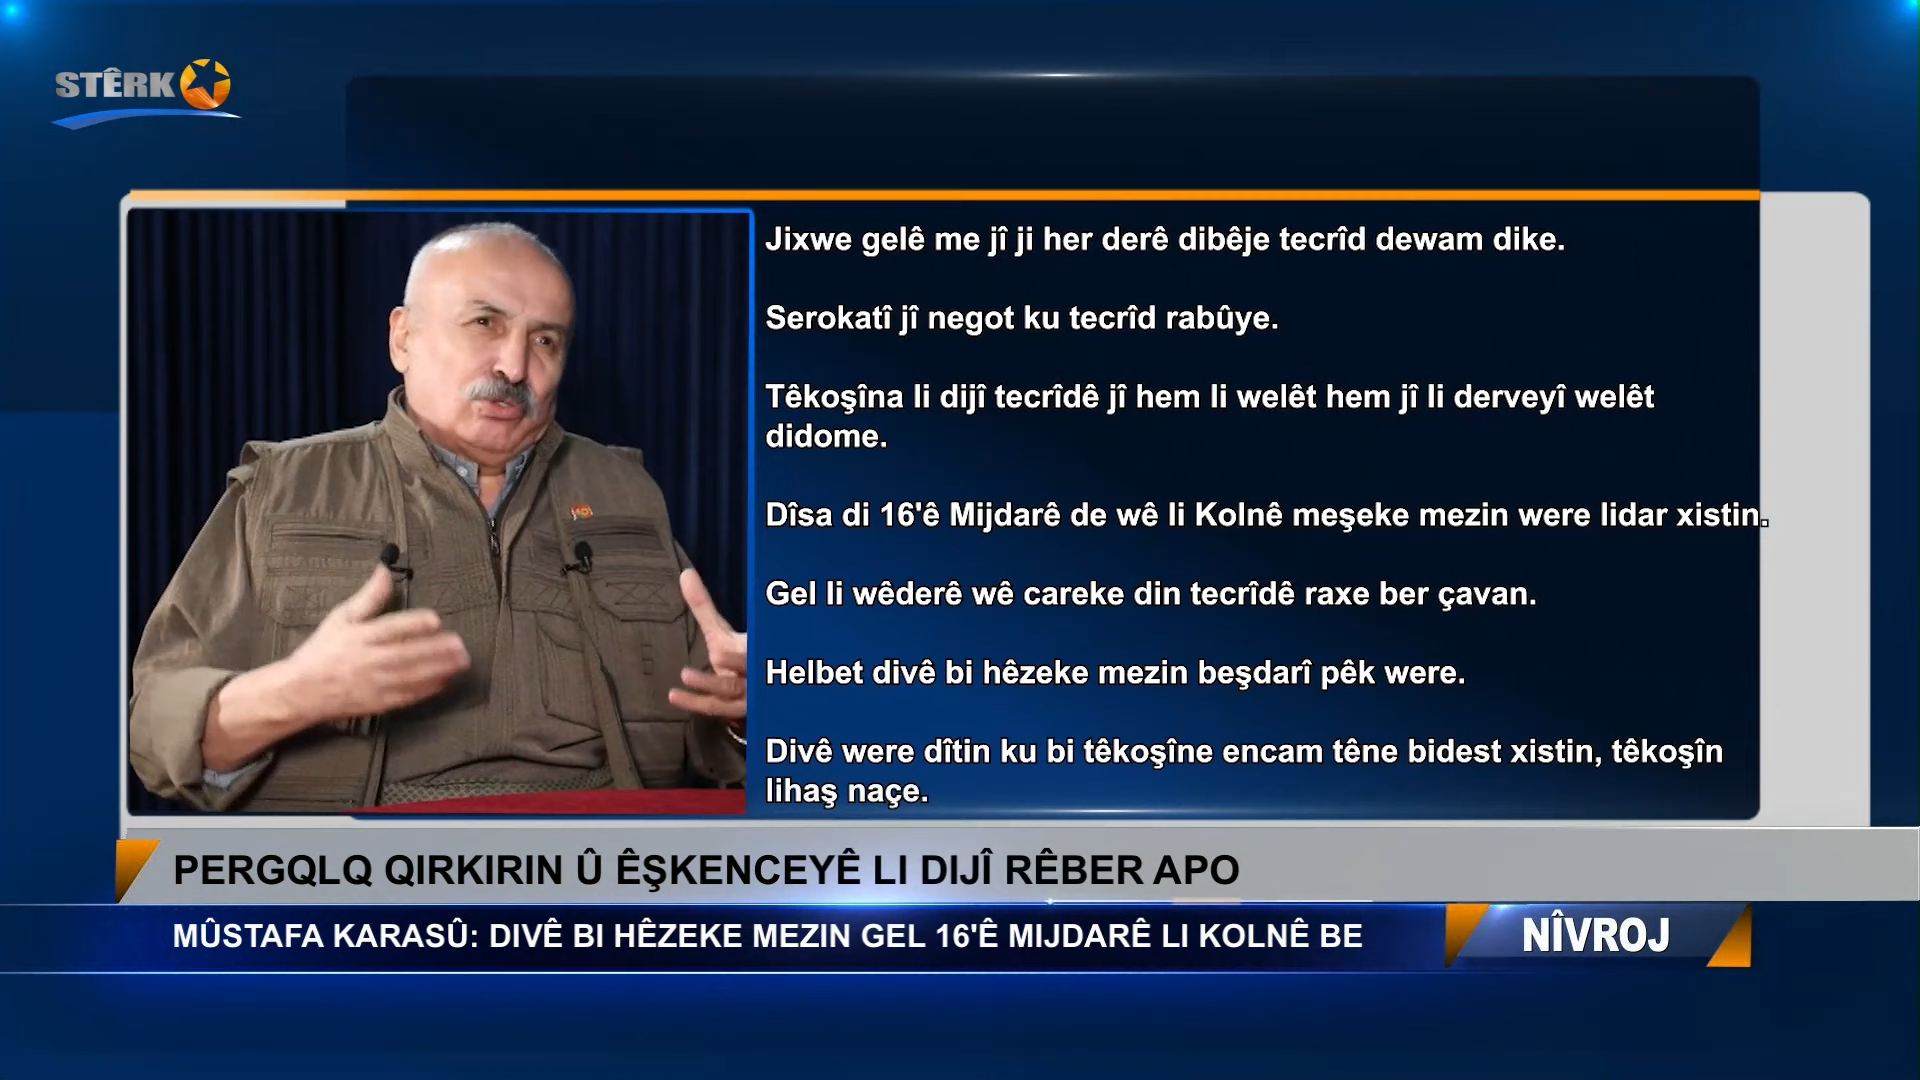 STÊRK
Jixwe gelê me jî ji her derê dibêje tecrîd dewam dike.
Serokatî jî negot ku tecrîd rabûye.
Têkoşîna li dijî tecrîdê jî hem li welêt hem jî li derveyî welêt
didome.
Dîsa di 16'ê Mijdarê de wê li Kolnê meşeke mezin were lidar xistin.
Gel li wêderê wê careke din tecrîdê raxe ber çavan.
Helbet divê bi hêzeke mezin beşdarî pêk were.
Divê were dîtin ku bi têkoşîne encam têne bidest xistin, têkoşîn
lihaş naçe.
PERGQLQ QIRKIRIN Û ÊŞKENCEYÊ LI DIJÎ RÊBER APO
MÛSTAFA KARASÛ: DIVÊ BI HÊZEKE MEZIN GEL 16'Ê MIJDARÊ LI KOLNÊ BE
NÎVROJ